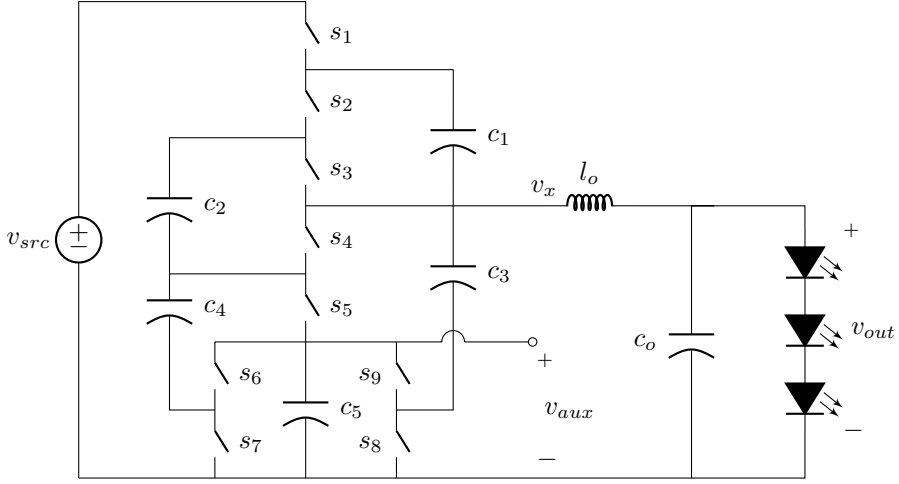 s1
s2
c1
s3
lo
vx
c2
vsrc
+
−
s4
+
c3
c4
s5
vout
co
+
s6
s9
c5
vaux
s7
s8
−
−